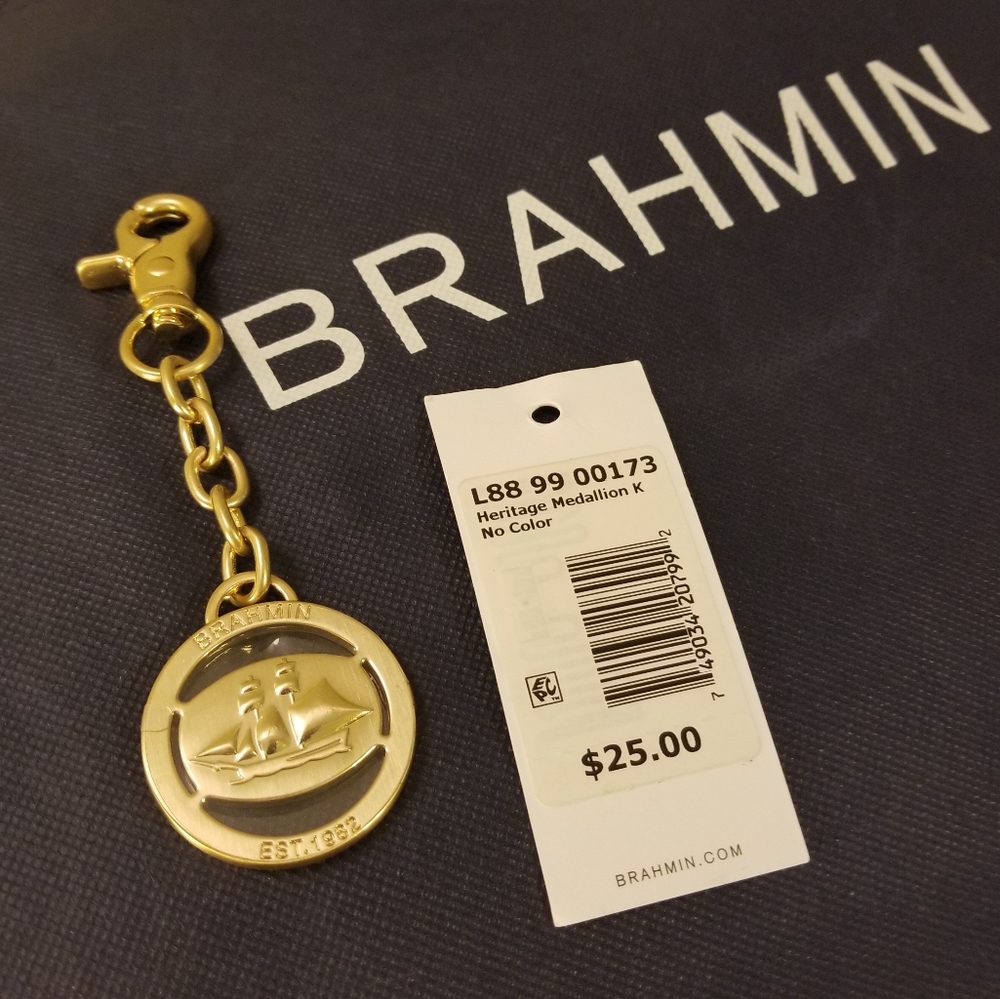 BRAHMIN
L88 99 00173
Heritage Medallion K
No Color
7 49034 20799 2
EPC™
$25.00
BRAHMIN.COM
BRAHMIN
EST.1982